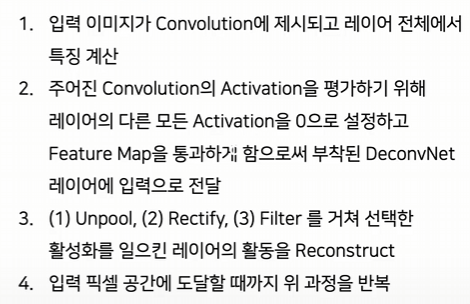 1. 입력 이미지가 Convolution에 제시되고 레이어 전체에서
특징 계산
2. 주어진 Convolution의 Activation을 평가하기 위해
레이어의 다른 모든 Activation을 0으로 설정하고
Feature Map을 통과하게 함으로써 부착된 DeconvNet
레이어에 입력으로 전달
3. (1) Unpool, (2) Rectify, (3) Filter 를 거쳐 선택한
활성화를 일으킨 레이어의 활동을 Reconstruct
4. 입력 픽셀 공간에 도달할 때까지 위 과정을 반복